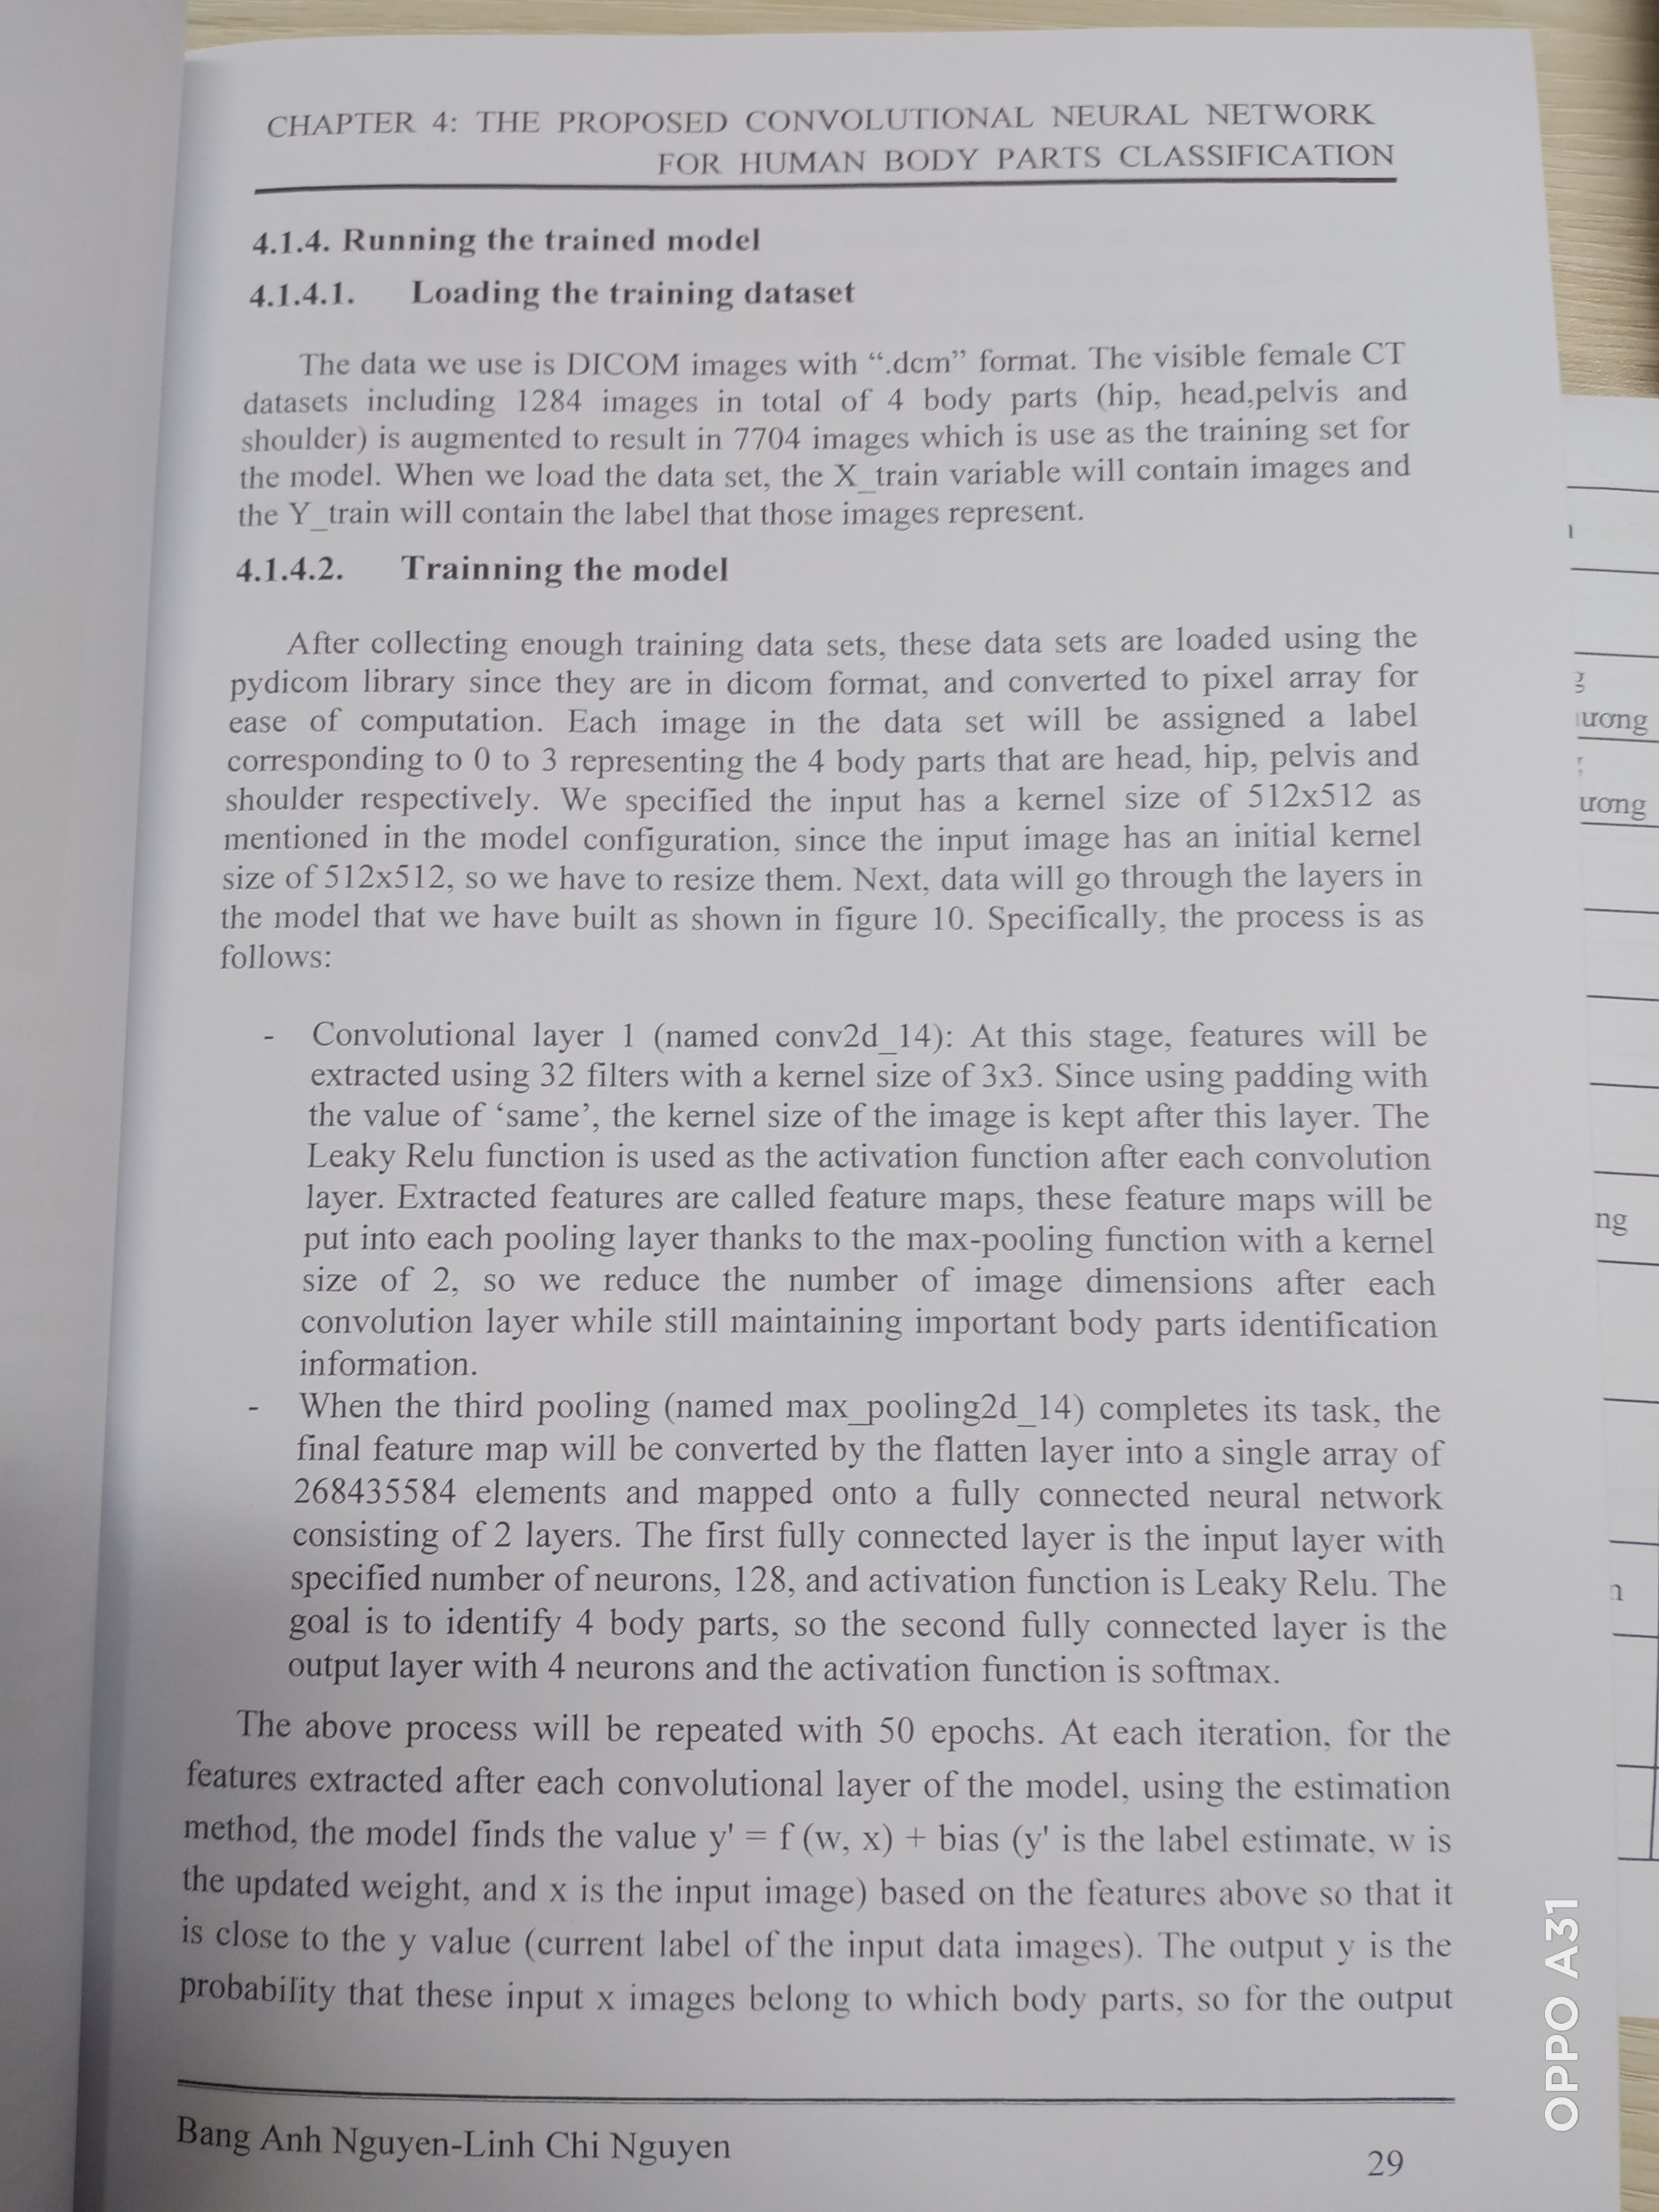 CHAPTER 4: THE PROPOSED CONVOLUTIONAL NEURAL NETWORK
FOR HUMAN BODY PARTS CLASSIFICATION
4.1.4. Running the trained model
4.1.4.1. Loading the training dataset
The data we use is DICOM images with “.dcm” format. The visible female CT
datasets including 1284 images in total of 4 body parts (hip, head,pelvis and
shoulder) is augmented to result in 7704 images which is use as the training set for
the model. When we load the data set, the X_train variable will contain images and
the Y_train will contain the label that those images represent.
4.1.4.2. Trainning the model
After collecting enough training data sets, these data sets are loaded using the
pydicom library since they are in dicom format, and converted to pixel array for
ease of computation. Each image in the data set will be assigned a label
corresponding to 0 to 3 representing the 4 body parts that are head, hip, pelvis and
shoulder respectively. We specified the input has a kernel size of 512x512 as
mentioned in the model configuration, since the input image has an initial kernel
size of 512x512, so we have to resize them. Next, data will go through the layers in
the model that we have built as shown in figure 10. Specifically, the process is as
follows:
- Convolutional layer 1 (named conv2d_14): At this stage, features will be
extracted using 32 filters with a kernel size of 3x3. Since using padding with
the value of ‘same’, the kernel size of the image is kept after this layer. The
Leaky Relu function is used as the activation function after each convolution
layer. Extracted features are called feature maps, these feature maps will be
put into each pooling layer thanks to the max-pooling function with a kernel
size of 2, so we reduce the number of image dimensions after each
convolution layer while still maintaining important body parts identification
information.
- When the third pooling (named max_pooling2d_14) completes its task, the
final feature map will be converted by the flatten layer into a single array of
268435584 elements and mapped onto a fully connected neural network
consisting of 2 layers. The first fully connected layer is the input layer with
specified number of neurons, 128, and activation function is Leaky Relu. The
goal is to identify 4 body parts, so the second fully connected layer is the
output layer with 4 neurons and the activation function is softmax.
The above process will be repeated with 50 epochs. At each iteration, for the
features extracted after each convolutional layer of the model, using the estimation
method, the model finds the value y' = f (w, x) + bias (y' is the label estimate, w is
the updated weight, and x is the input image) based on the features above so that it
is close to the y value (current label of the input data images). The output y is the
probability that these input x images belong to which body parts, so for the output
Bang Anh Nguyen-Linh Chi Nguyen
29
ương
ương
ng
OPPO A31